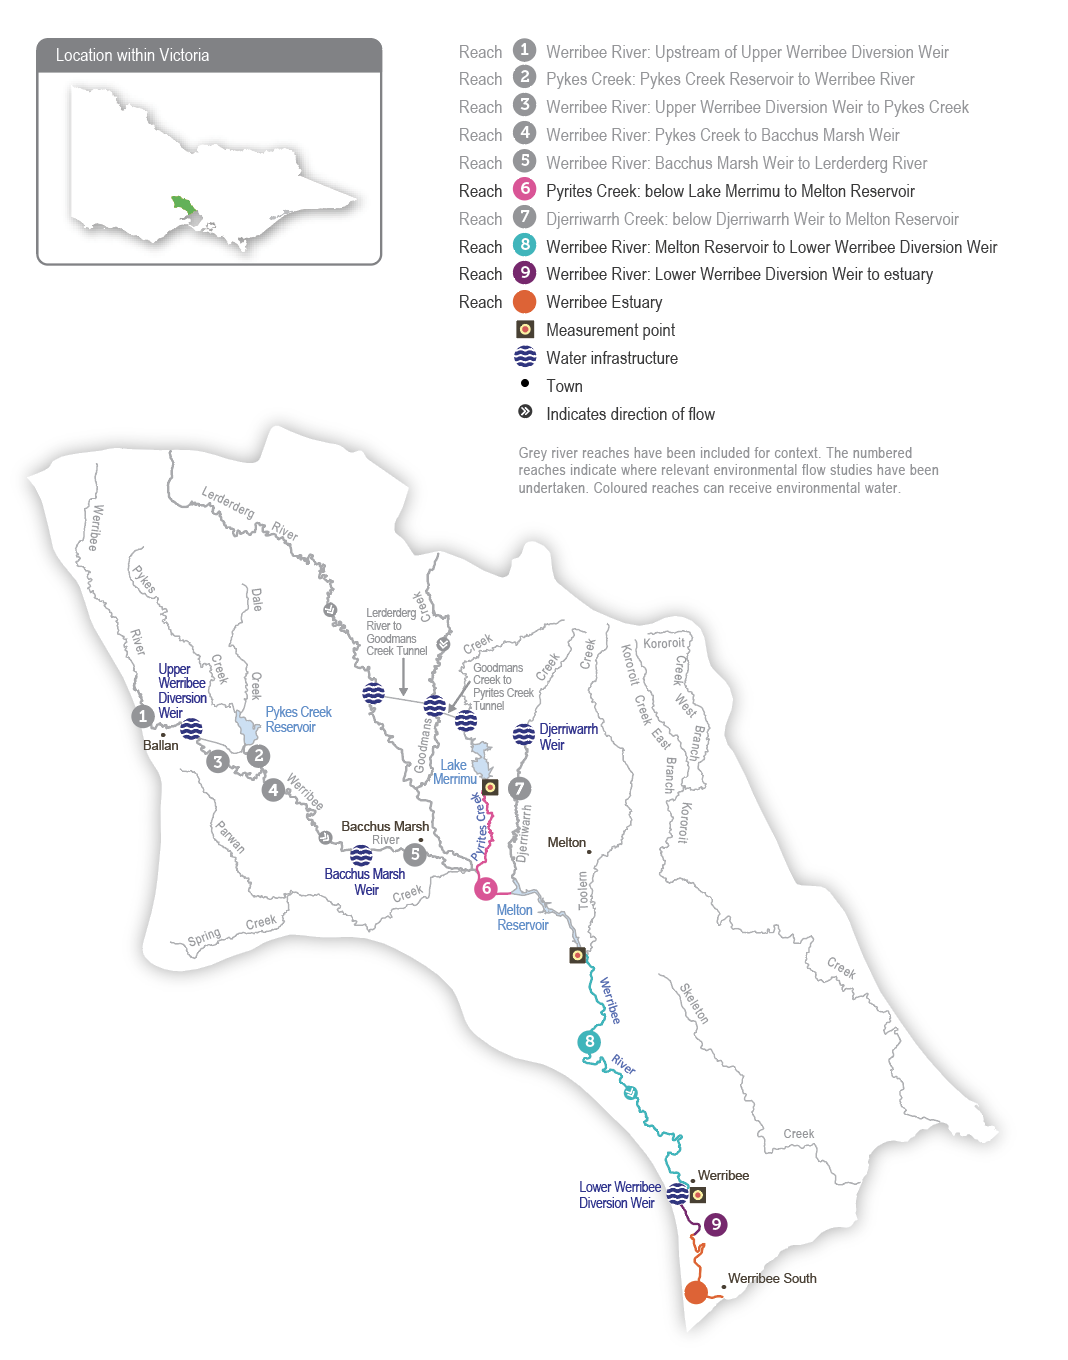 Location within Victoria
Reach 1 Werribee River: Upstream of Upper Werribee Diversion Weir
Reach 2 Pykes Creek: Pykes Creek Reservoir to Werribee River
Reach 3 Werribee River: Upper Werribee Diversion Weir to Pykes Creek
Reach 4 Werribee River: Pykes Creek to Bacchus Marsh Weir
Reach 5 Werribee River: Bacchus Marsh Weir to Lerderderg River
Reach 6 Pyrites Creek: below Lake Merrimu to Melton Reservoir
Reach 7 Djerriwarrh Creek: below Djerriwarrh Weir to Melton Reservoir
Reach 8 Werribee River: Melton Reservoir to Lower Werribee Diversion Weir
Reach 9 Werribee River: Lower Werribee Diversion Weir to estuary
Reach Werribee Estuary
Measurement point
Water infrastructure
Town
Indicates direction of flow
Grey river reaches have been included for context. The numbered
reaches indicate where relevant environmental flow studies have been
undertaken. Coloured reaches can receive environmental water.
Werribee
River
Lerderderg
River
Pykes
Creek
Dale
Creek
Lerderderg
River to
Goodmans
Creek Tunnel
Creek
Goodmans
Creek
Goodmans
Creek to
Pyrites Creek
Tunnel
Creek
Creek
Kororoit
Creek
East
Branch
Kororoit
Creek
West
Branch
Kororoit
Upper
Werribee
Diversion
Weir
1
Ballan
Pykes Creek
Reservoir
2
3
4
Werribee
Djerriwarrh
Weir
Lake
Merrimu
7
Djerriwarrh
Pyrites Creek
Parwan
Bacchus Marsh
River
5
Bacchus Marsh
Weir
Creek
Melton
Toolern
6
Melton
Reservoir
Spring
Creek
Creek
Skeleton
Werribee
8
River
Creek
Werribee
Lower Werribee
Diversion Weir
9
Werribee South